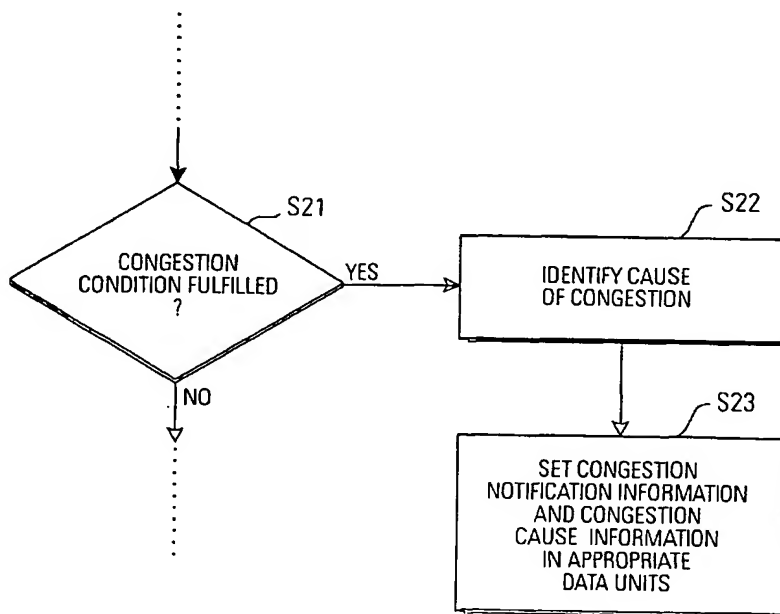 S21
CONGESTION
CONDITION FULFILLED
?
YES
NO
S22
IDENTIFY CAUSE
OF CONGESTION
S23
SET CONGESTION
NOTIFICATION INFORMATION
AND CONGESTION
CAUSE INFORMATION
IN APPROPRIATE
DATA UNITS